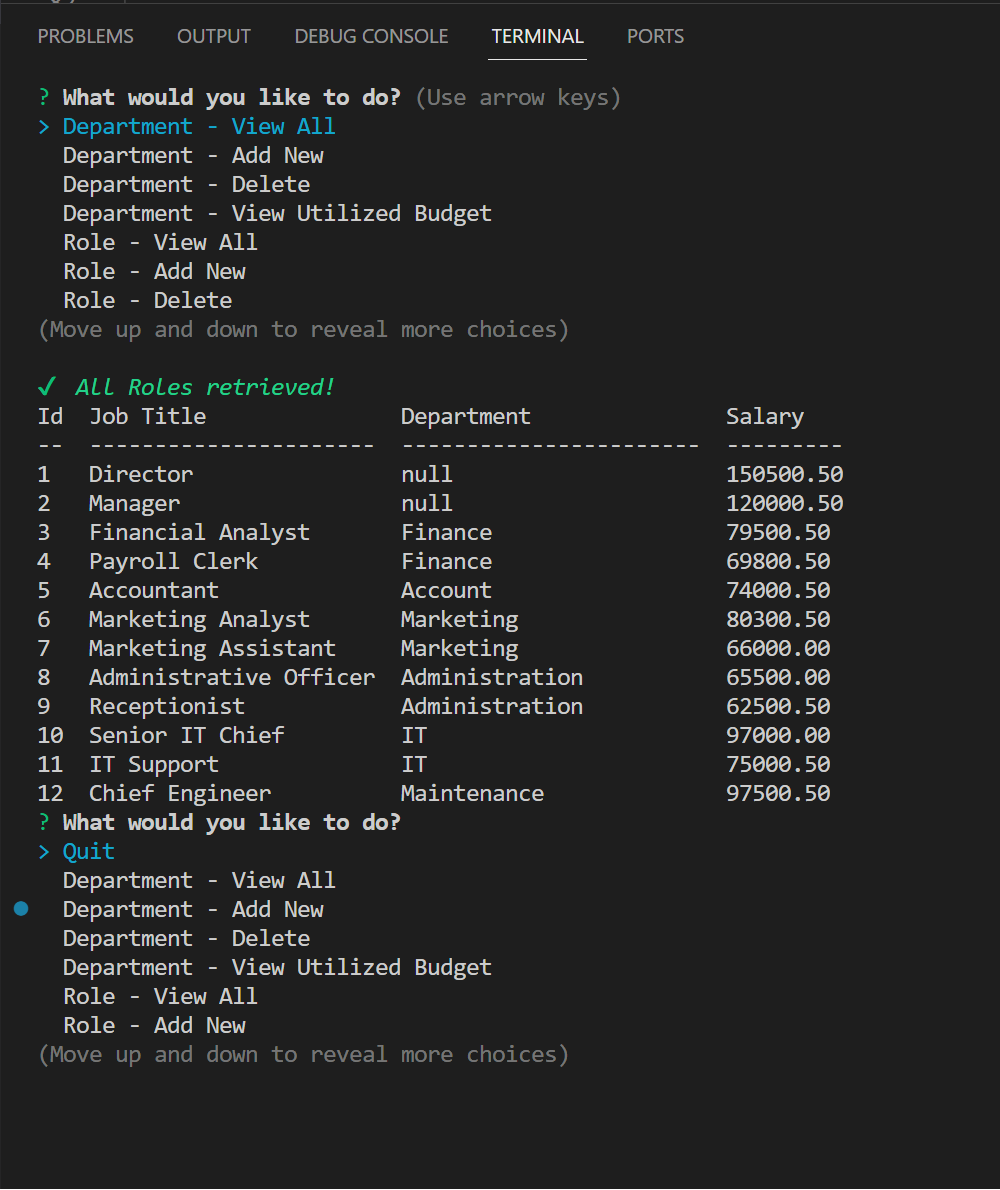 PROBLEMS OUTPUT DEBUG CONSOLE TERMINAL PORTS
? What would you like to do? (Use arrow keys)
> Department - View All
Department - Add New
Department - Delete
Department - View Utilized Budget
Role - View All
Role - Add New
Role - Delete
(Move up and down to reveal more choices)
✓ All Roles retrieved!
Id  Job Title               Department               Salary
--  ----------------------  -----------------------  ---------
1   Director                null                     150500.50
2   Manager                 null                     120000.50
3   Financial Analyst       Finance                  79500.50
4   Payroll Clerk           Finance                  69800.50
5   Accountant              Account                  74000.50
6   Marketing Analyst       Marketing                80300.50
7   Marketing Assistant     Marketing                66000.00
8   Administrative Officer  Administration           65500.00
9   Receptionist            Administration           62500.50
10  Senior IT Chief         IT                       97000.00
11  IT Support              IT                       75000.50
12  Chief Engineer          Maintenance              97500.50
? What would you like to do?
> Quit
Department - View All
Department - Add New
Department - Delete
Department - View Utilized Budget
Role - View All
Role - Add New
(Move up and down to reveal more choices)